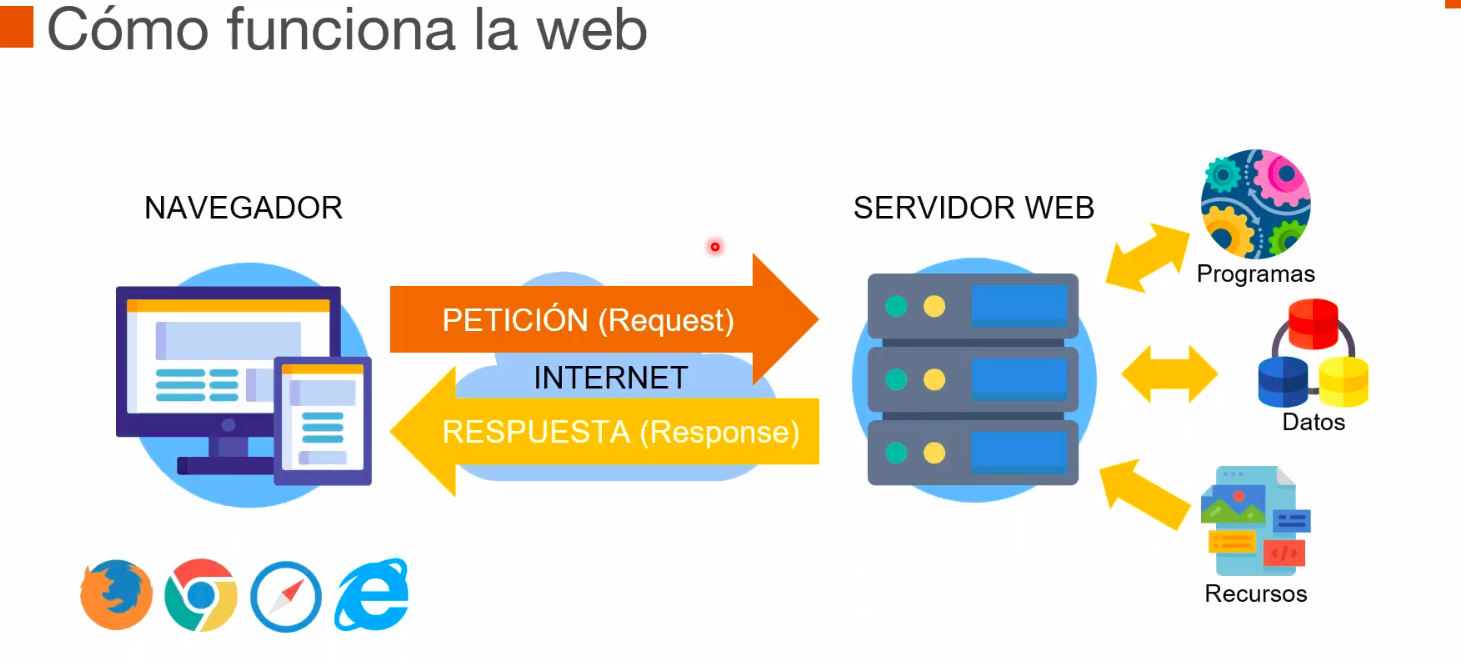 Cómo funciona la web
NAVEGADOR
SERVIDOR WEB
Programas
PETICIÓN (Request)
INTERNET
RESPUESTA (Response)
Datos
Recursos